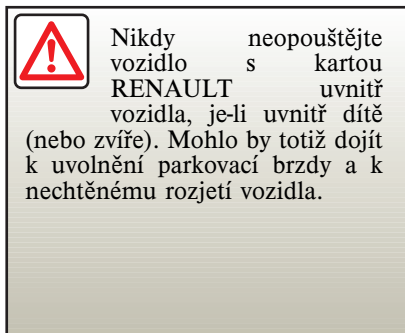 Nikdy neopouštějte
vozidlo s kartou
RENAULT uvnitř
vozidla, je-li uvnitř dítě
(nebo zvíře). Mohlo by totiž dojít
k uvolnění parkovací brzdy a k
nechtěnému rozjetí vozidla.